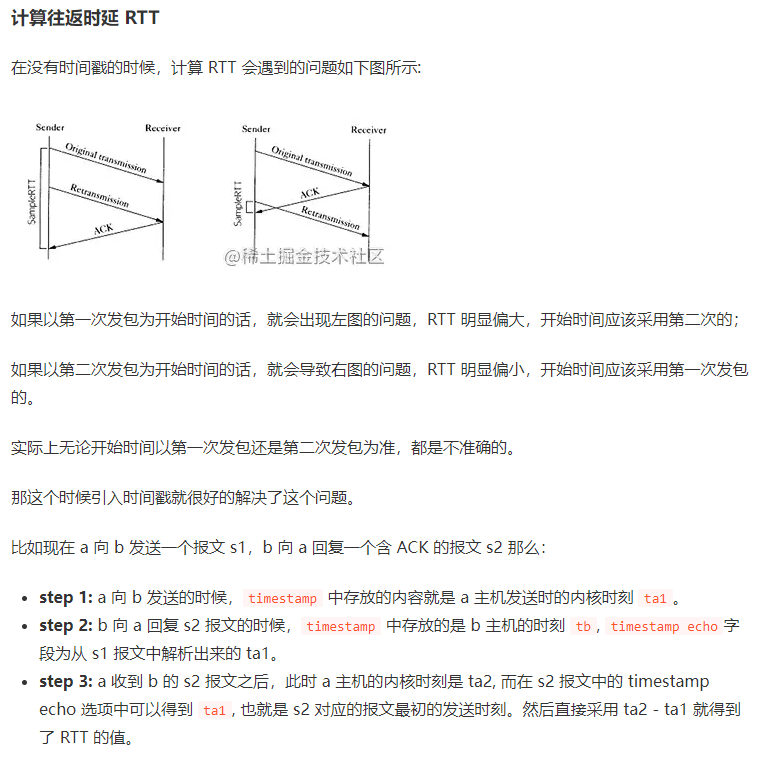 计算往返时延 RTT
在没有时间戳的时候，计算 RTT 会遇到的问题如下图所示:
Sender Receiver Sender Receiver
Original transmission Original transmission
SampleRTT Retransmission ACK SampleRTT Retransmission
ACK
@稀土掘金技术社区
如果以第一次发包为开始时间的话，就会出现左图的问题，RTT 明显偏大，开始时间应该采用第二次的；
如果以第二次发包为开始时间的话，就会导致右图的问题，RTT 明显偏小，开始时间应该采用第一次发包
的。
实际上无论开始时间以第一次发包还是第二次发包为准，都是不准确的。
那这个时候引入时间戳就很好的解决了这个问题。
比如现在 a 向 b 发送一个报文 s1，b 向 a 回复一个含 ACK 的报文 s2 那么：
• step 1: a 向 b 发送的时候， timestamp 中存放的内容就是 a 主机发送时的内核时刻 ta1 。
• step 2: b 向 a 回复 s2 报文的时候， timestamp 中存放的是 b 主机的时刻 tb , timestamp echo 字
段为从 s1 报文中解析出来的 ta1。
• step 3: a 收到 b 的 s2 报文之后，此时 a 主机的内核时刻是 ta2, 而在 s2 报文中的 timestamp
echo 选项中可以得到 ta1 , 也就是 s2 对应的报文最初的发送时刻。然后直接采用 ta2 - ta1 就得到
了 RTT 的值。